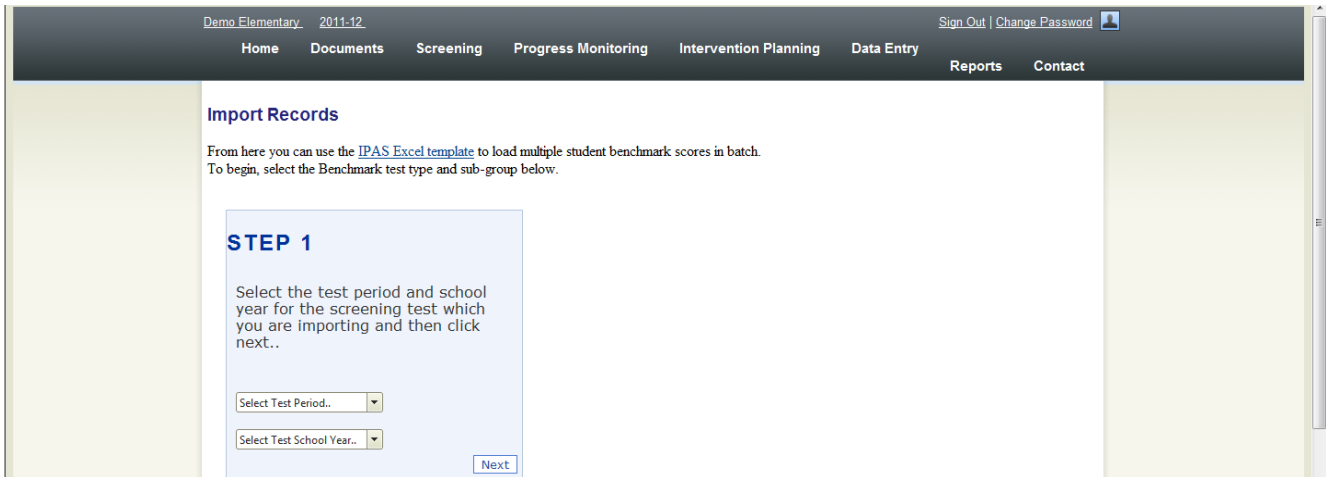 Demo Elementary 2011-12 Sign Out | Change Password
Home Documents Screening Progress Monitoring Intervention Planning Data Entry
Reports Contact
Import Records
From here you can use the IPAS Excel template to load multiple student benchmark scores in batch.
To begin, select the Benchmark test type and sub-group below.
STEP 1
Select the test period and school
year for the screening test which
you are importing and then click
next..
Select Test Period..
Select Test School Year..
Next